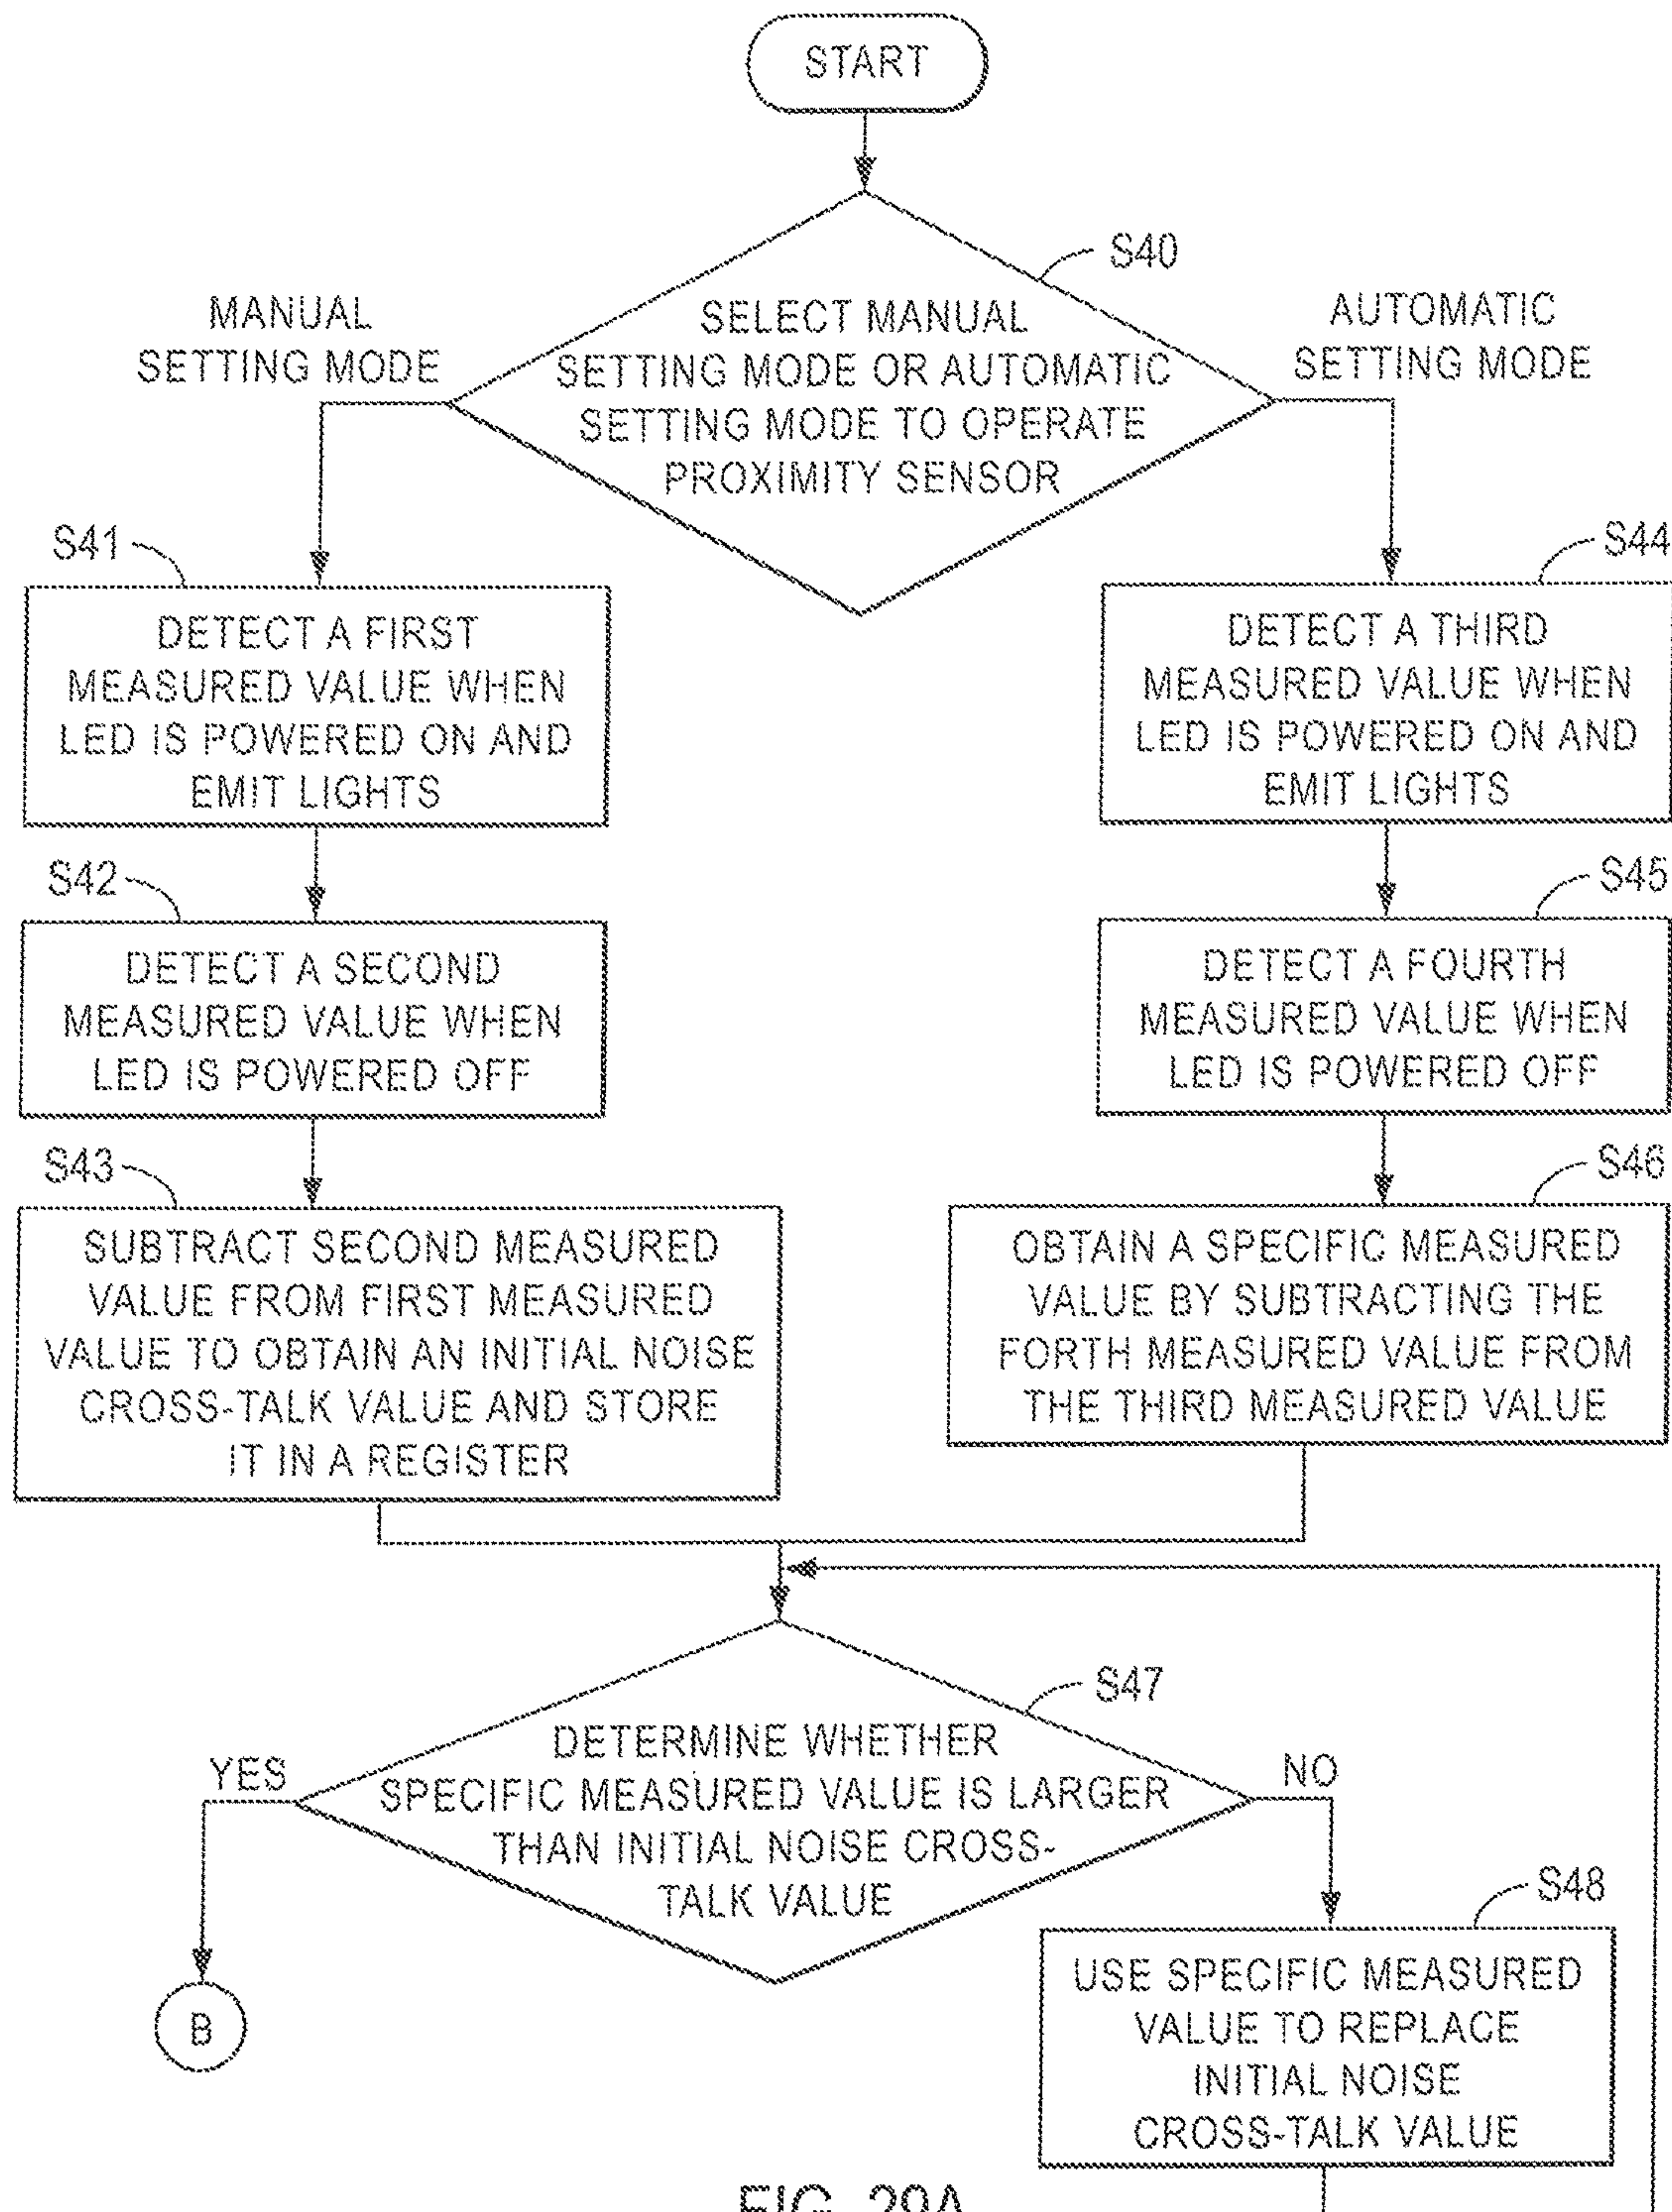 START
S40
MANUAL
SETTING MODE
SELECT MANUAL
SETTING MODE OR AUTOMATIC
SETTING MODE TO OPERATE
PROXIMITY SENSOR
AUTOMATIC
SETTING MODE
S41
DETECT A FIRST
MEASURED VALUE WHEN
LED IS POWERED ON AND
EMIT LIGHTS
S44
DETECT A THIRD
MEASURED VALUE WHEN
LED IS POWERED ON AND
EMIT LIGHTS
S42
DETECT A SECOND
MEASURED VALUE WHEN
LED IS POWERED OFF
S45
DETECT A FOURTH
MEASURED VALUE WHEN
LED IS POWERED OFF
S43
SUBTRACT SECOND MEASURED
VALUE FROM FIRST MEASURED
VALUE TO OBTAIN AN INITIAL NOISE
CROSS-TALK VALUE AND STORE
IT IN A REGISTER
S46
OBTAIN A SPECIFIC MEASURED
VALUE BY SUBTRACTING THE
FORTH MEASURED VALUE FROM
THE THIRD MEASURED VALUE
S47
DETERMINE WHETHER
SPECIFIC MEASURED VALUE IS LARGER
THAN INITIAL NOISE CROSS-
TALK VALUE
YES
NO
B
S48
USE SPECIFIC MEASURED
VALUE TO REPLACE
INITIAL NOISE
CROSS-TALK VALUE
FIG. 29A